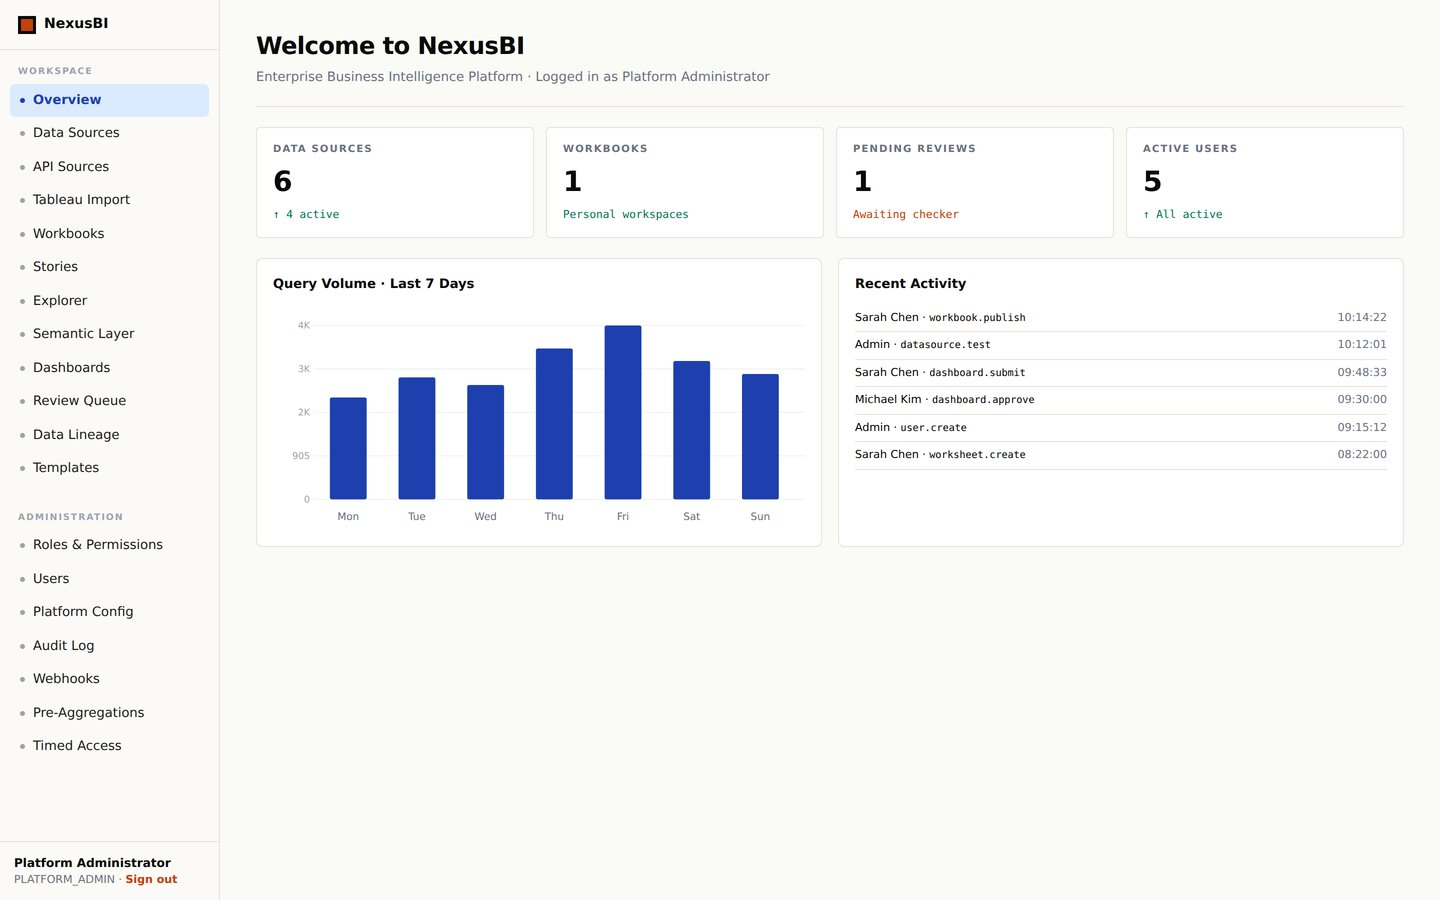 NexusBI
WORKSPACE
Overview
Data Sources
API Sources
Tableau Import
Workbooks
Stories
Explorer
Semantic Layer
Dashboards
Review Queue
Data Lineage
Templates
ADMINISTRATION
Roles & Permissions
Users
Platform Config
Audit Log
Webhooks
Pre-Aggregations
Timed Access
Platform Administrator
PLATFORM_ADMIN · Sign out
Welcome to NexusBI
Enterprise Business Intelligence Platform · Logged in as Platform Administrator
DATA SOURCES
6
↑ 4 active
WORKBOOKS
1
Personal workspaces
PENDING REVIEWS
1
Awaiting checker
ACTIVE USERS
5
↑ All active
Query Volume · Last 7 Days
4K
3K
2K
905
0
Mon Tue Wed Thu Fri Sat Sun
Recent Activity
Sarah Chen · workbook.publish 10:14:22
Admin · datasource.test 10:12:01
Sarah Chen · dashboard.submit 09:48:33
Michael Kim · dashboard.approve 09:30:00
Admin · user.create 09:15:12
Sarah Chen · worksheet.create 08:22:00